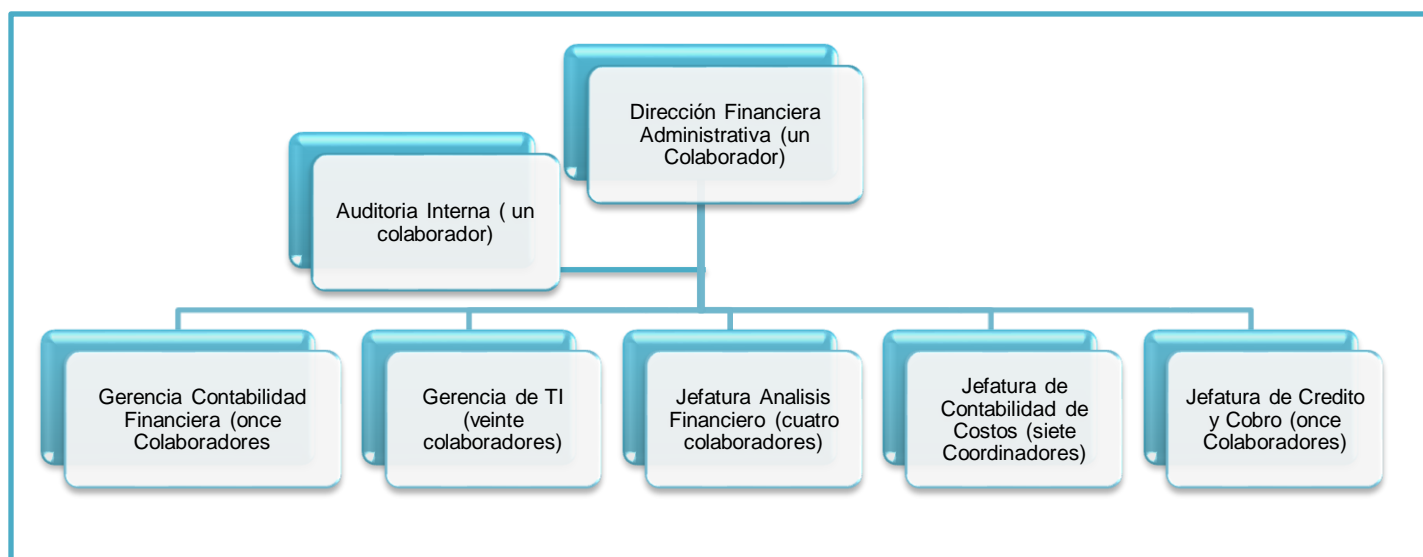 Dirección Financiera
Administrativa (un
Colaborador)
Auditoria Interna ( un
colaborador)
Gerencia Contabilidad
Financiera (once
Colaboradores
Gerencia de TI
(veinte
colaboradores)
Jefatura Analisis
Financiero (cuatro
colaboradores)
Jefatura de
Contabilidad de
Costos (siete
Coordinadores)
Jefatura de Credito
y Cobro (once
Colaboradores)